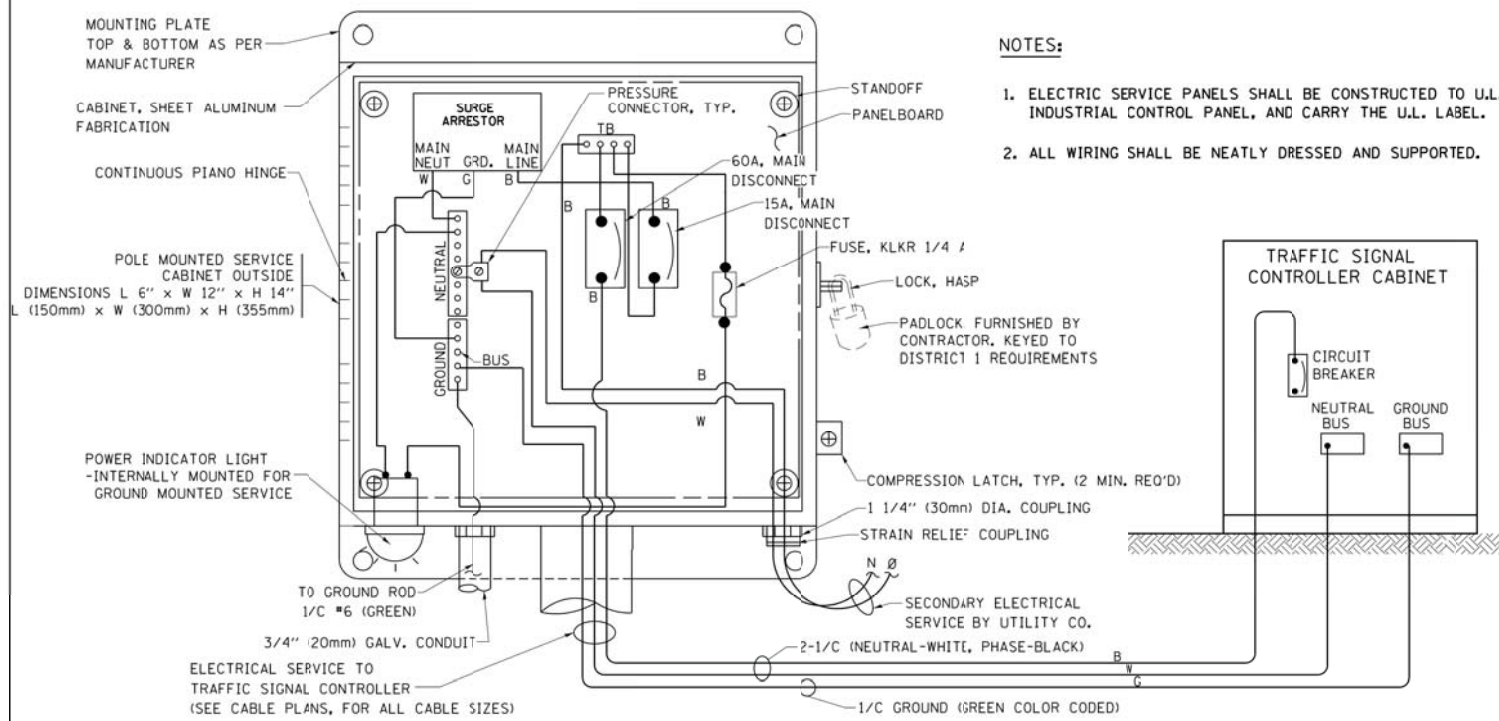 MOUNTING PLATE
TOP & BOTTOM AS PER
MANUFACTURER
CABINET, SHEET ALUMINUM
FABRICATION
CONTINUOUS PIANO HINGE
POLE MOUNTED SERVICE
CABINET OUTSIDE
DIMENSIONS L 6" x W 12" x H 14"
L (150mm) x W (300mm) x H (355mm)
POWER INDICATOR LIGHT
-INTERNALLY MOUNTED FOR
GROUND MOUNTED SERVICE
TO GROUND ROD
1/C #6 (GREEN)
3/4" (20mm) GALV. CONDUIT
ELECTRICAL SERVICE TO
TRAFFIC SIGNAL CONTROLLER
(SEE CABLE PLANS, FOR ALL CABLE SIZES)
SURGE
ARRESTOR
MAIN
NEUT
GRD.
MAIN
LINE
W
G
B
PRESSURE
CONNECTOR, TYP.
TB
B
B
B
NEUTRAL
GROUND
BUS
B
W
STANDOFF
PANELBOARD
60A, MAIN
DISCONNECT
15A, MAIN
DISCONNECT
FUSE, KLKR 1/4 A
LOCK, HASP
PADLOCK FURNISHED BY
CONTRACTOR, KEYED TO
DISTRICT 1 REQUIREMENTS
COMPRESSION LATCH, TYP. (2 MIN. REQ'D)
1 1/4" (30mm) DIA. COUPLING
STRAIN RELIEF COUPLING
N Ø
SECONDARY ELECTRICAL
SERVICE BY UTILITY CO.
2-1/C (NEUTRAL-WHITE, PHASE-BLACK)
B
W
G
1/C GROUND (GREEN COLOR CODED)
NOTES:
1. ELECTRIC SERVICE PANELS SHALL BE CONSTRUCTED TO U.L.
INDUSTRIAL CONTROL PANEL, AND CARRY THE U.L. LABEL.
2. ALL WIRING SHALL BE NEATLY DRESSED AND SUPPORTED.
TRAFFIC SIGNAL
CONTROLLER CABINET
CIRCUIT
BREAKER
NEUTRAL
BUS
GROUND
BUS